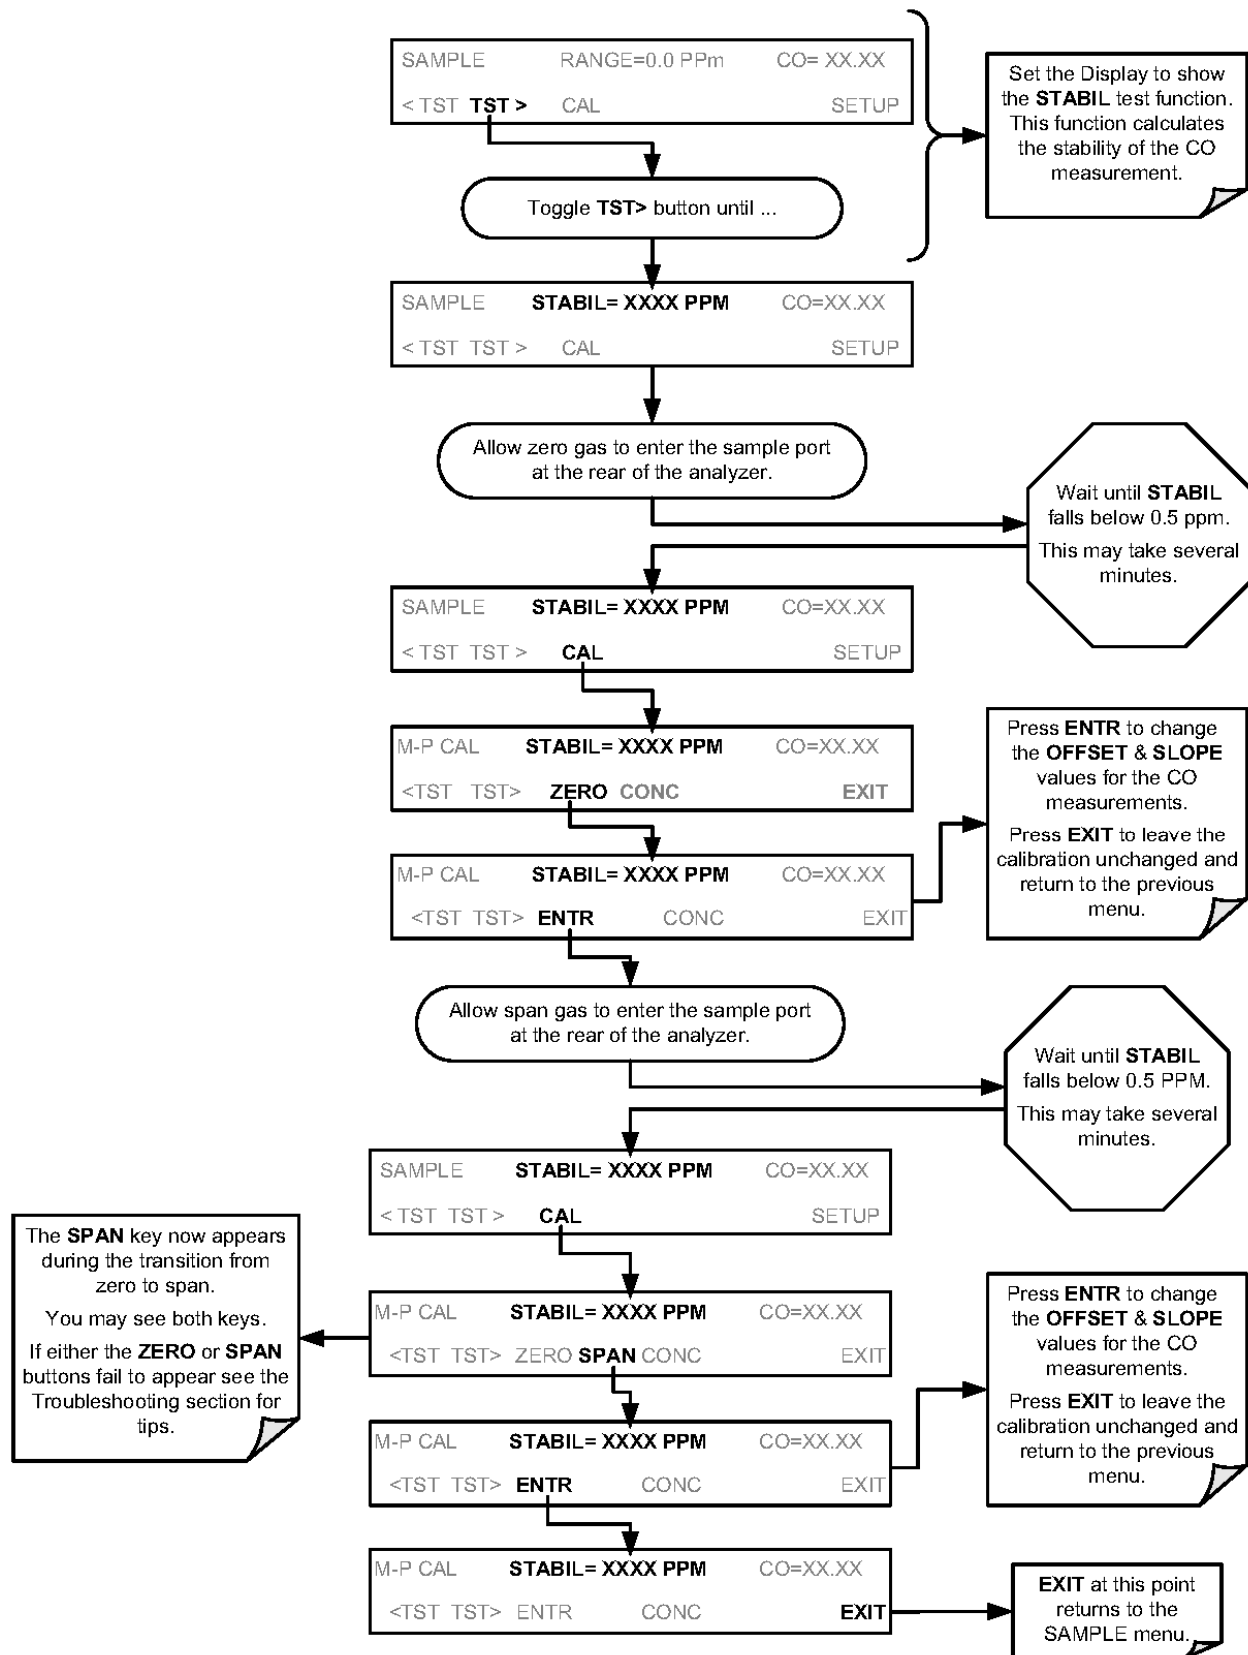 SAMPLE RANGE=0.0 PPm CO= XX.XX
< TST TST > CAL SETUP
Set the Display to show
the STABIL test function.
This function calculates
the stability of the CO
measurement.
Toggle TST> button until ...
SAMPLE STABIL= XXXX PPM CO=XX.XX
< TST TST > CAL SETUP
Allow zero gas to enter the sample port
at the rear of the analyzer.
Wait until STABIL
falls below 0.5 ppm.
This may take several
minutes.
SAMPLE STABIL= XXXX PPM CO=XX.XX
< TST TST > CAL SETUP
M-P CAL STABIL= XXXX PPM CO=XX.XX
<TST TST> ZERO CONC EXIT
M-P CAL STABIL= XXXX PPM CO=XX.XX
<TST TST> ENTR CONC EXIT
Press ENTR to change
the OFFSET & SLOPE
values for the CO
measurements.
Press EXIT to leave the
calibration unchanged and
return to the previous
menu.
Allow span gas to enter the sample port
at the rear of the analyzer.
Wait until STABIL
falls below 0.5 PPM.
This may take several
minutes.
SAMPLE STABIL= XXXX PPM CO=XX.XX
< TST TST > CAL SETUP
The SPAN key now appears
during the transition from
zero to span.
You may see both keys.
If either the ZERO or SPAN
buttons fail to appear see the
Troubleshooting section for
tips.
M-P CAL STABIL= XXXX PPM CO=XX.XX
<TST TST> ZERO SPAN CONC EXIT
M-P CAL STABIL= XXXX PPM CO=XX.XX
<TST TST> ENTR CONC EXIT
Press ENTR to change
the OFFSET & SLOPE
values for the CO
measurements.
Press EXIT to leave the
calibration unchanged and
return to the previous
menu.
M-P CAL STABIL= XXXX PPM CO=XX.XX
<TST TST> ENTR CONC EXIT
EXIT at this point
returns to the
SAMPLE menu.